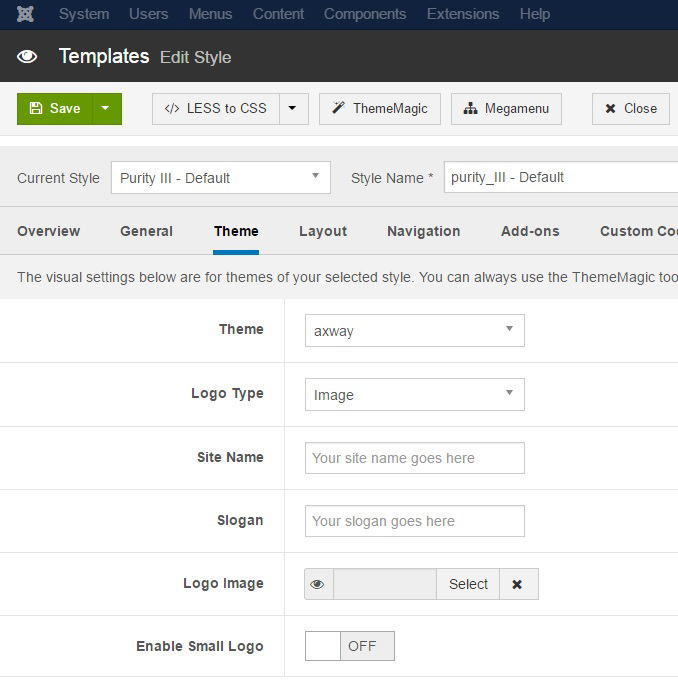 System Users Menus Content Components Extensions Help
Templates Edit Style
Save </> LESS to CSS ThemeMagic Megamenu Close
Current Style Purity III - Default Style Name * purity_III - Default
Overview General Theme Layout Navigation Add-ons Custom Co
The visual settings below are for themes of your selected style. You can always use the ThemeMagic too
Theme axway
Logo Type Image
Site Name Your site name goes here
Slogan Your slogan goes here
Logo Image Select
Enable Small Logo OFF